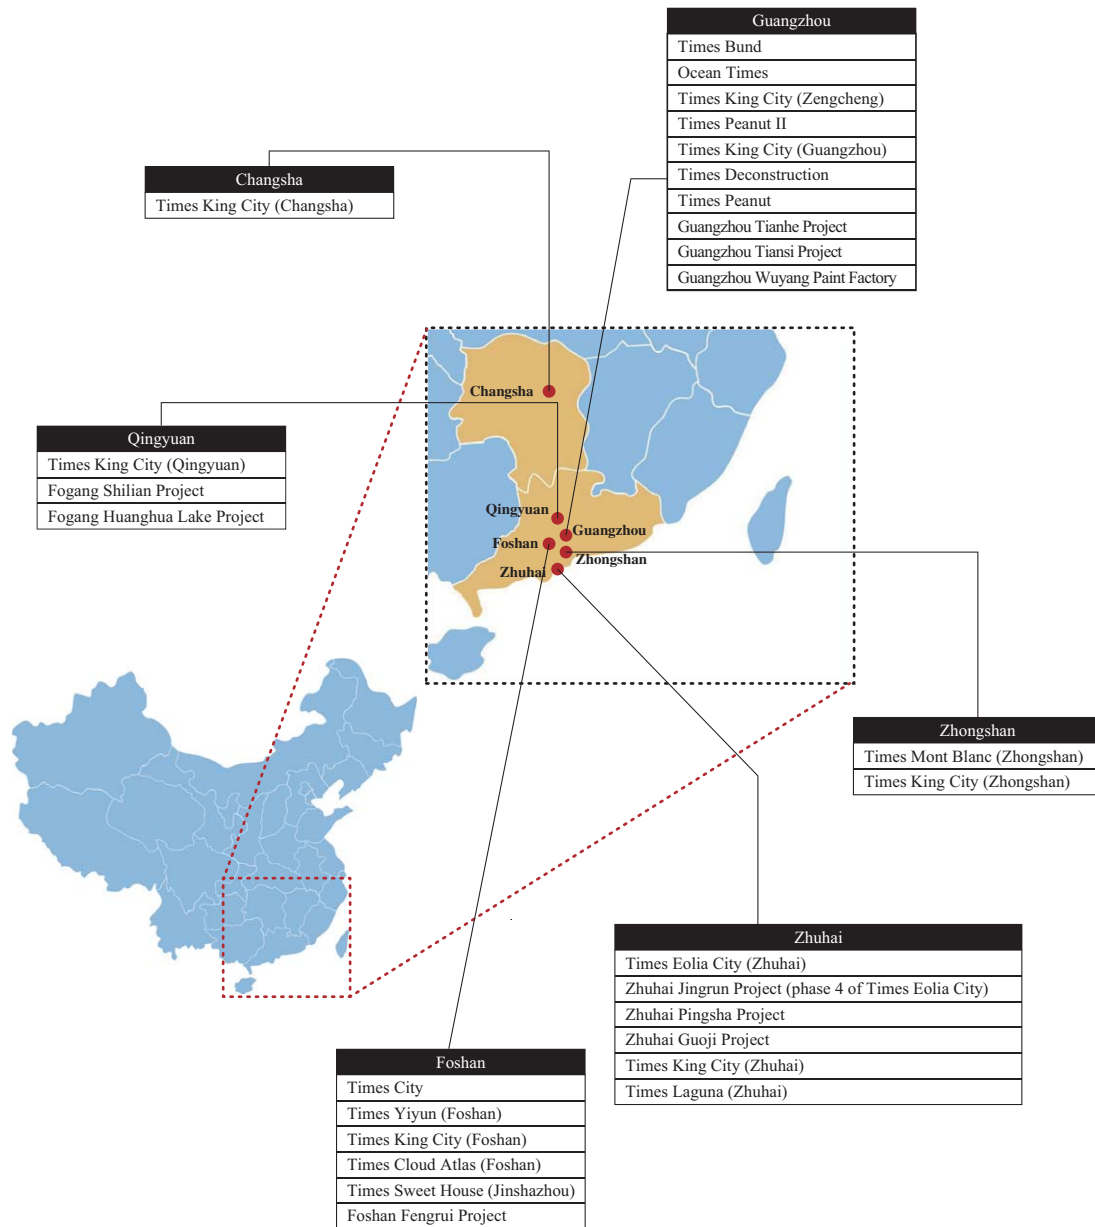 Guangzhou
Times Bund
Ocean Times
Times King City (Zengcheng)
Times Peanut II
Times King City (Guangzhou)
Times Deconstruction
Times Peanut
Guangzhou Tianhe Project
Guangzhou Tiansi Project
Guangzhou Wuyang Paint Factory
Changsha
Times King City (Changsha)
Changsha
Qingyuan
Times King City (Qingyuan)
Fogang Shilian Project
Fogang Huanghua Lake Project
Qingyuan
Guangzhou
Foshan
Zhongshan
Zhuhai
Zhongshan
Times Mont Blanc (Zhongshan)
Times King City (Zhongshan)
Zhuhai
Times Eolia City (Zhuhai)
Zhuhai Jingrun Project (phase 4 of Times Eolia City)
Zhuhai Pingsha Project
Zhuhai Guoji Project
Times King City (Zhuhai)
Times Laguna (Zhuhai)
Foshan
Times City
Times Yiyun (Foshan)
Times King City (Foshan)
Times Cloud Atlas (Foshan)
Times Sweet House (Jinshazhou)
Foshan Fengrui Project